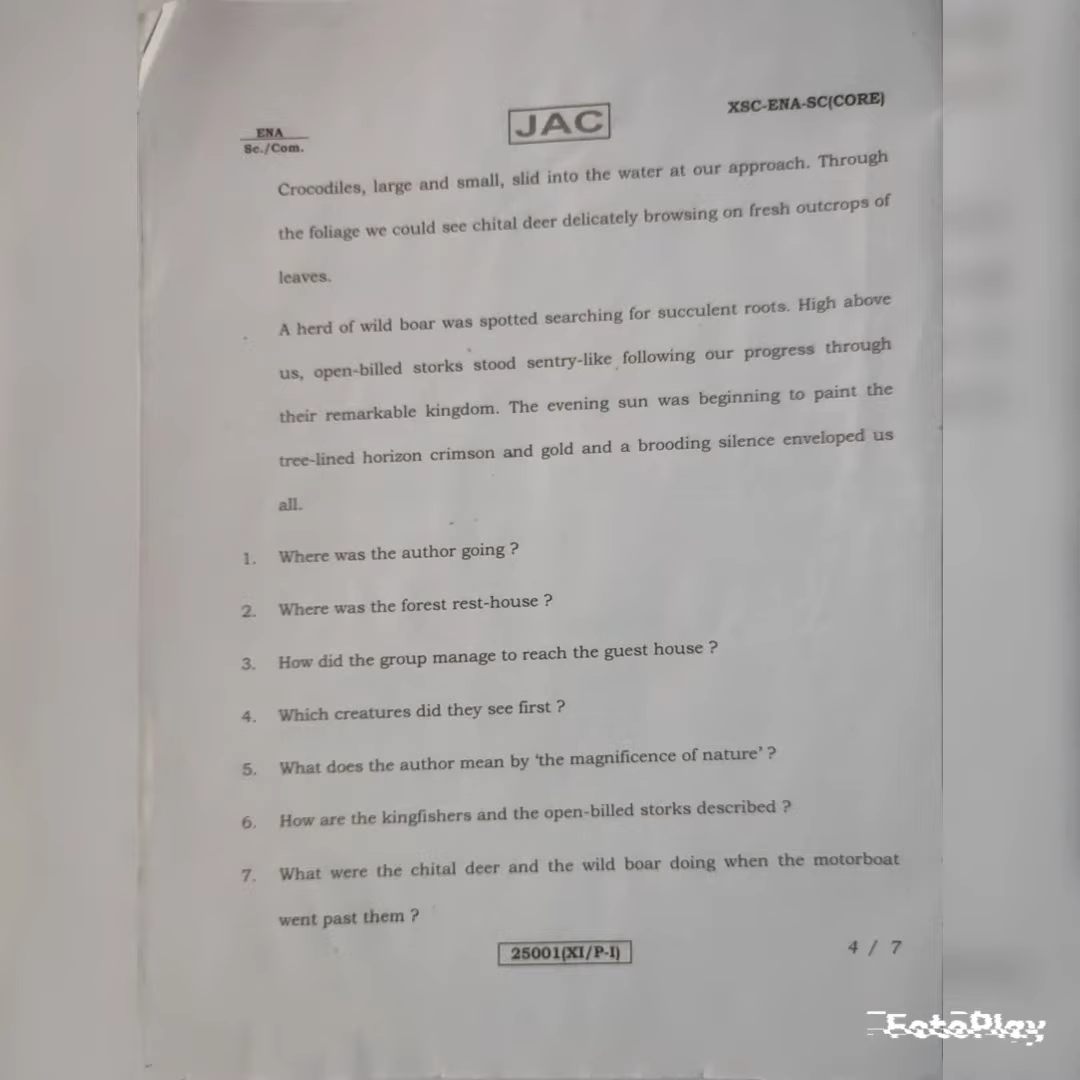 ENA
Sc./Com.
JAC
XSC-ENA-SC(CORE)
Crocodiles, large and small, slid into the water at our approach. Through
the foliage we could see chital deer delicately browsing on fresh outcrops of
leaves.
A herd of wild boar was spotted searching for succulent roots. High above
us, open-billed storks stood sentry-like following our progress through
their remarkable kingdom. The evening sun was beginning to paint the
tree-lined horizon crimson and gold and a brooding silence enveloped us
all.
1. Where was the author going ?
2. Where was the forest rest-house ?
3. How did the group manage to reach the guest house ?
4. Which creatures did they see first ?
5. What does the author mean by ‘the magnificence of nature’ ?
6. How are the kingfishers and the open-billed storks described ?
7. What were the chital deer and the wild boar doing when the motorboat
went past them ?
25001(XI/P-I)
4 / 7
FotoPlay